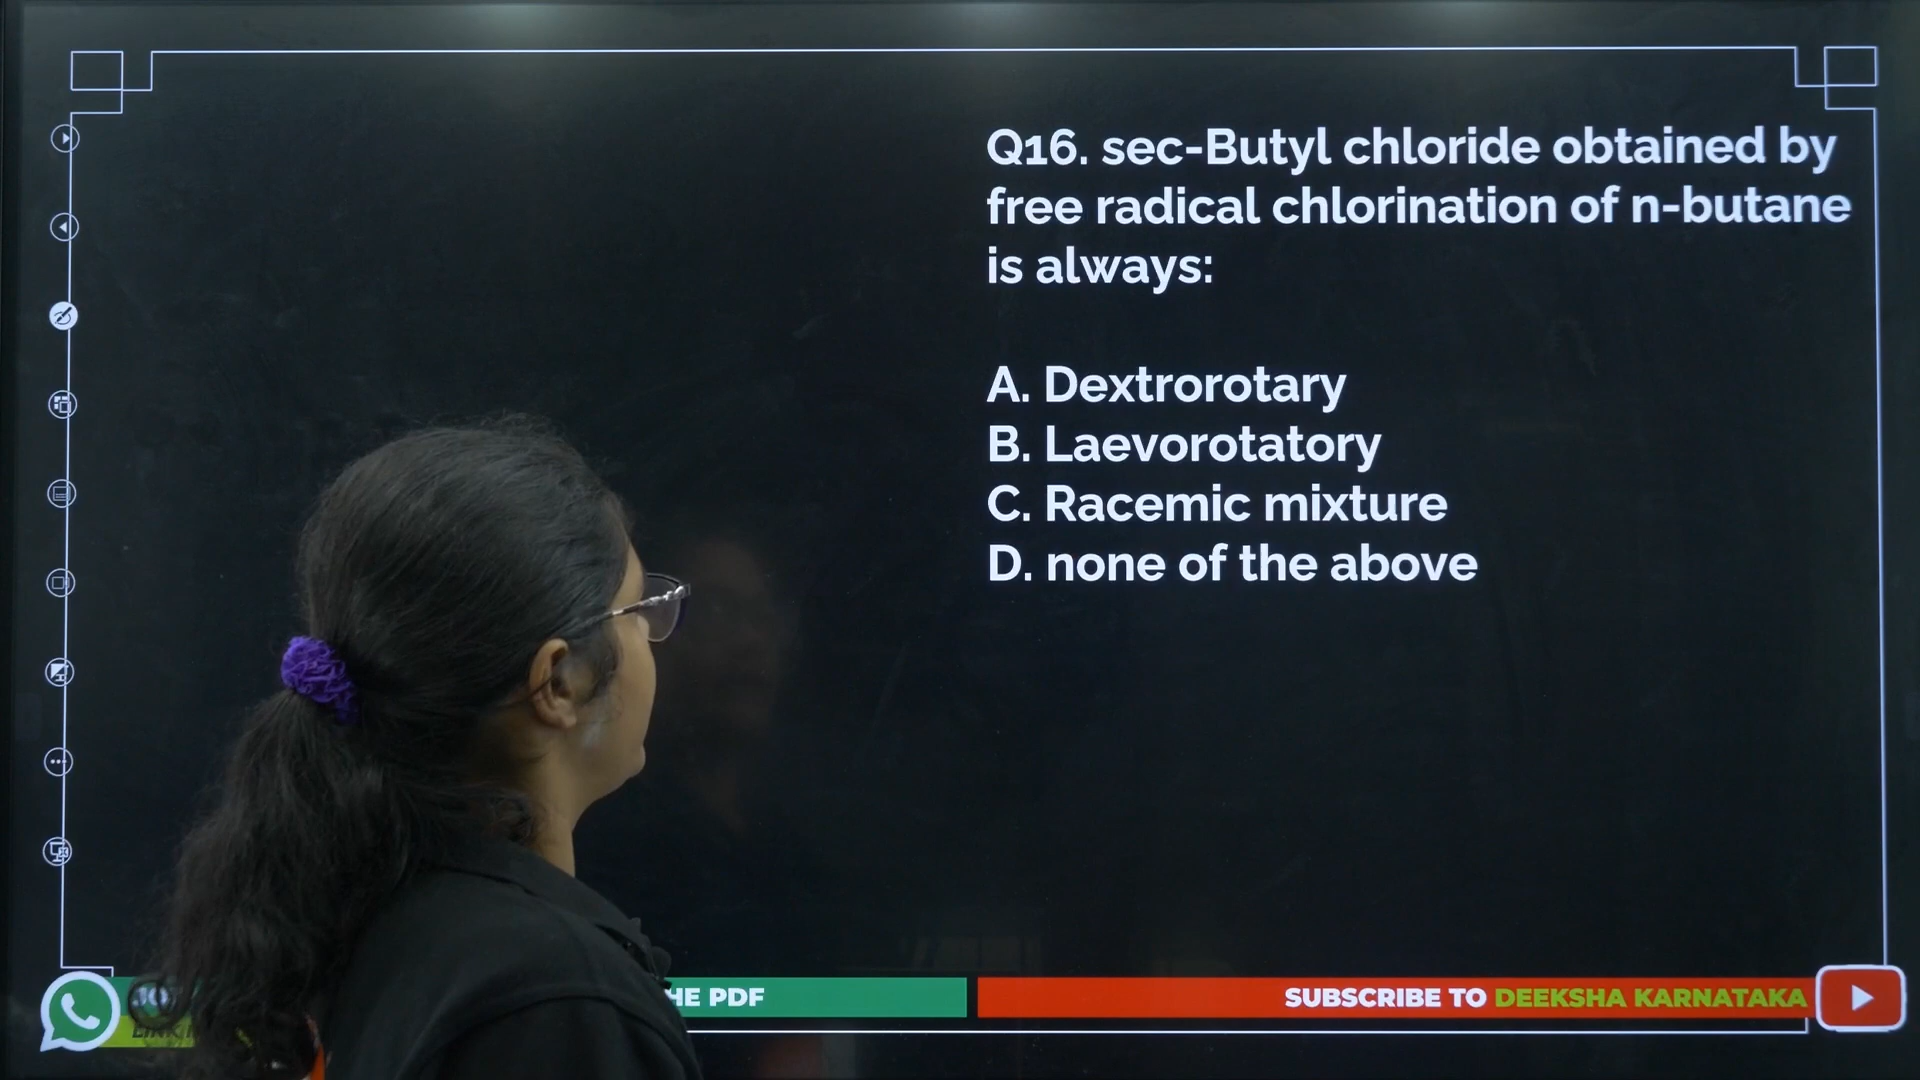 Q16. sec-Butyl chloride obtained by
free radical chlorination of n-butane
is always:
A. Dextrorotary
B. Laevorotatory
C. Racemic mixture
D. none of the above
HE PDF
SUBSCRIBE TO DEEKSHA KARNATAKA